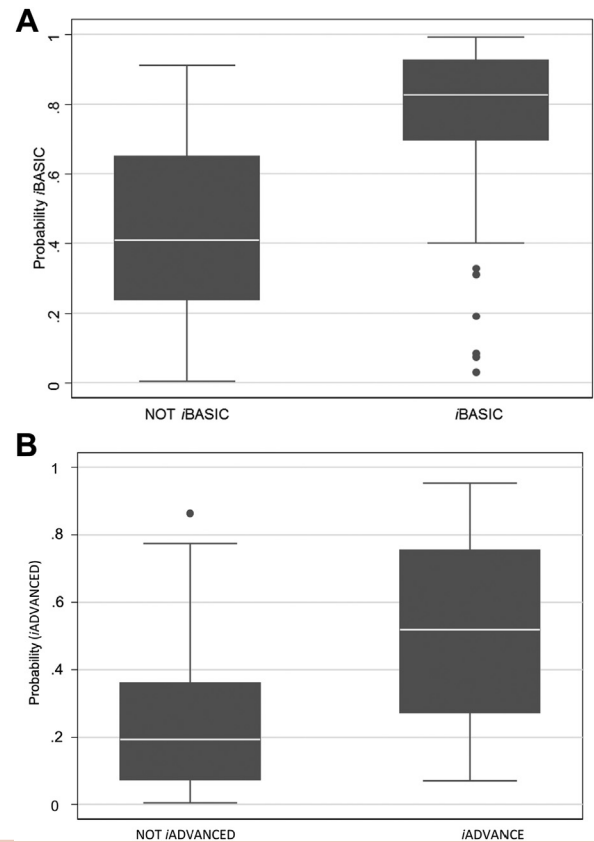 A
1
.8
.6
.4
.2
0
Probability iBASIC
NOT iBASIC iBASIC
B
1
.8
.6
.4
.2
0
Probability (iADVANCED)
NOT iADVANCED iADVANCE